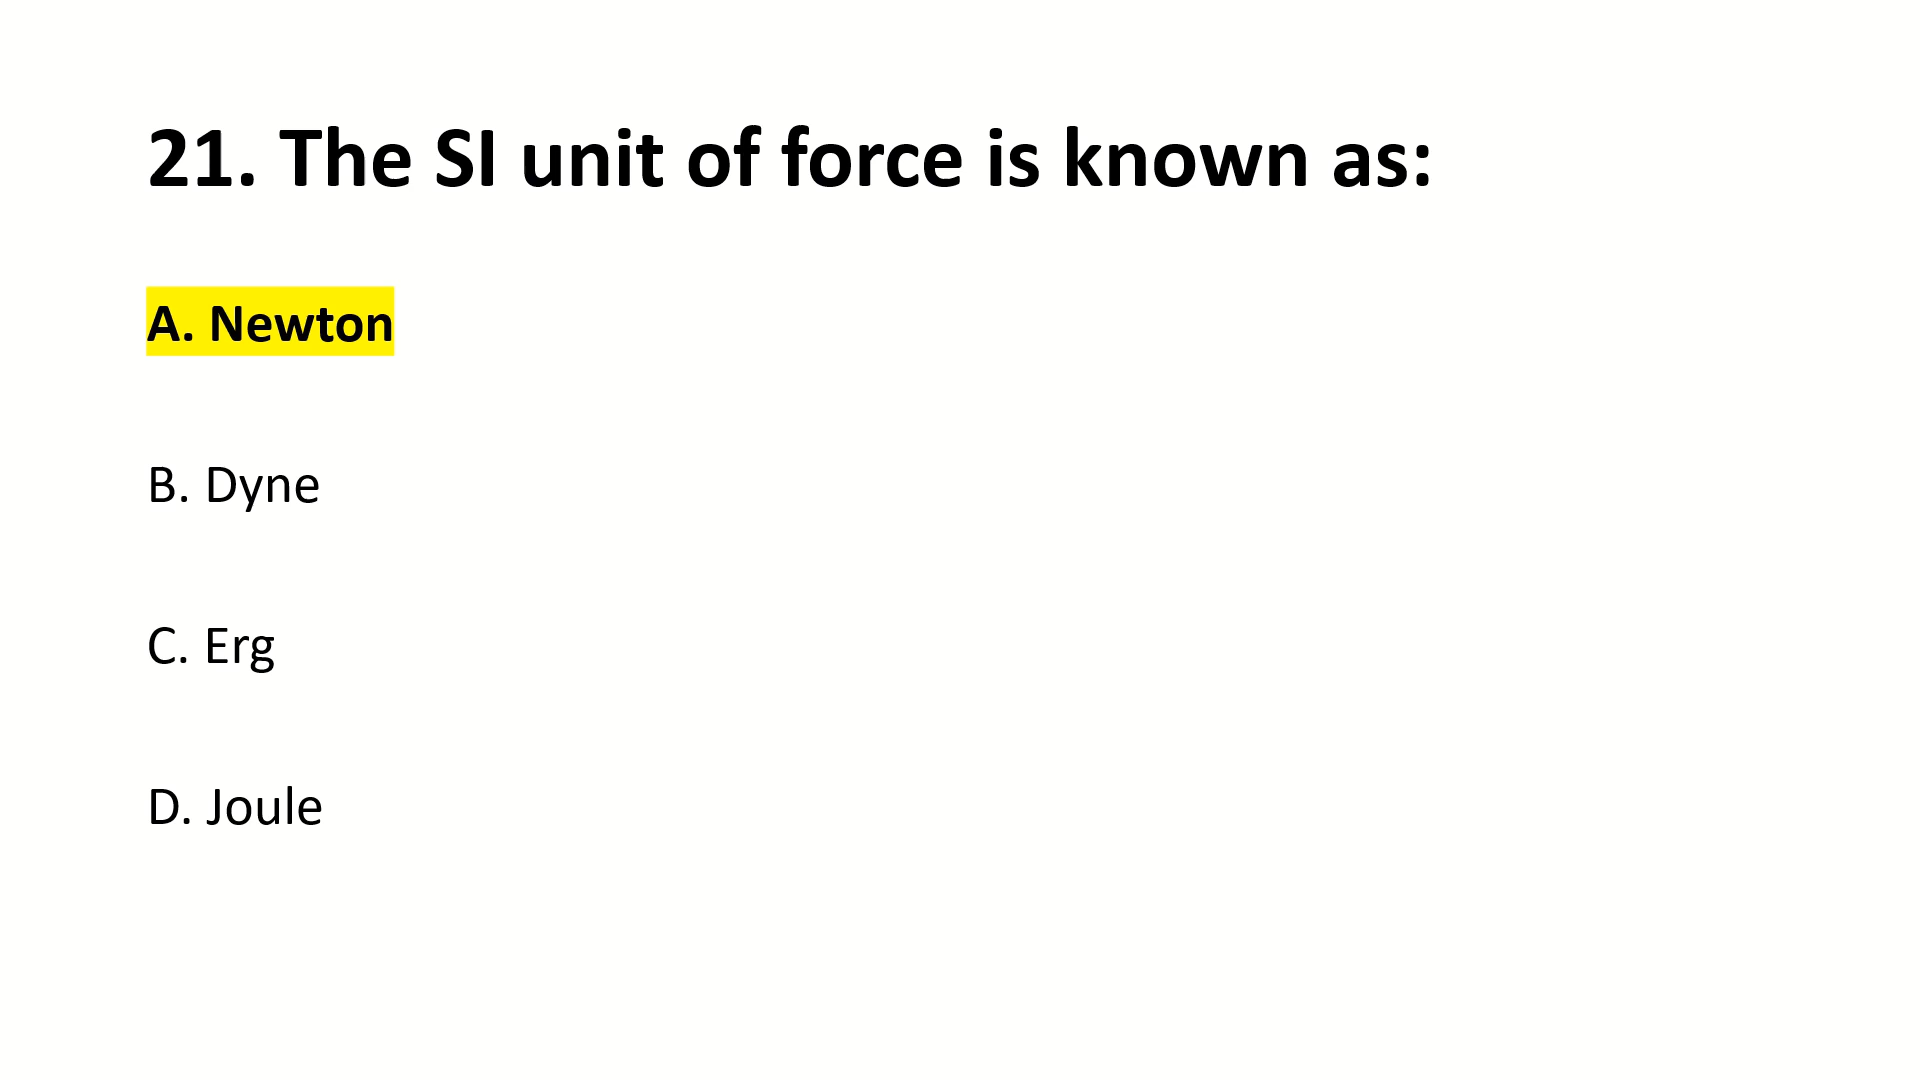 21. The SI unit of force is known as:
A. Newton
B. Dyne
C. Erg
D. Joule